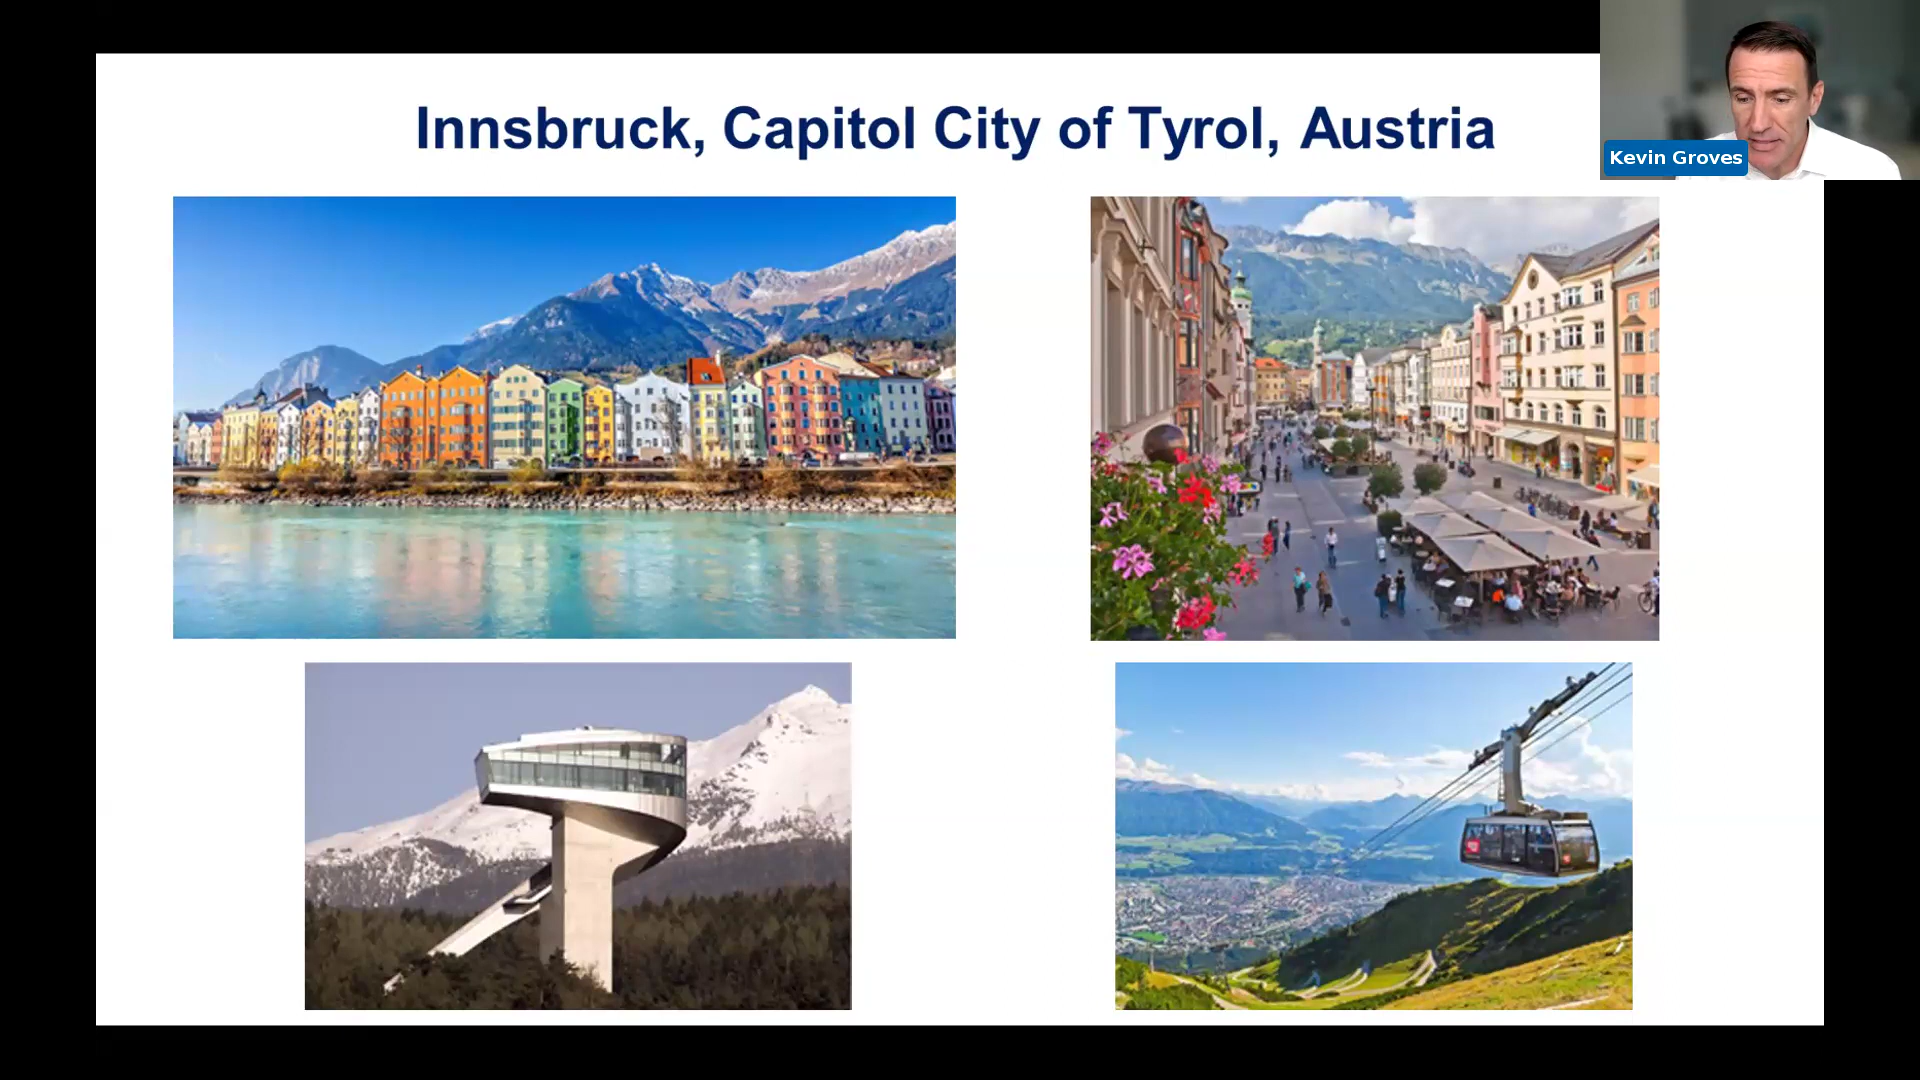 Innsbruck, Capitol City of Tyrol, Austria
Kevin Groves